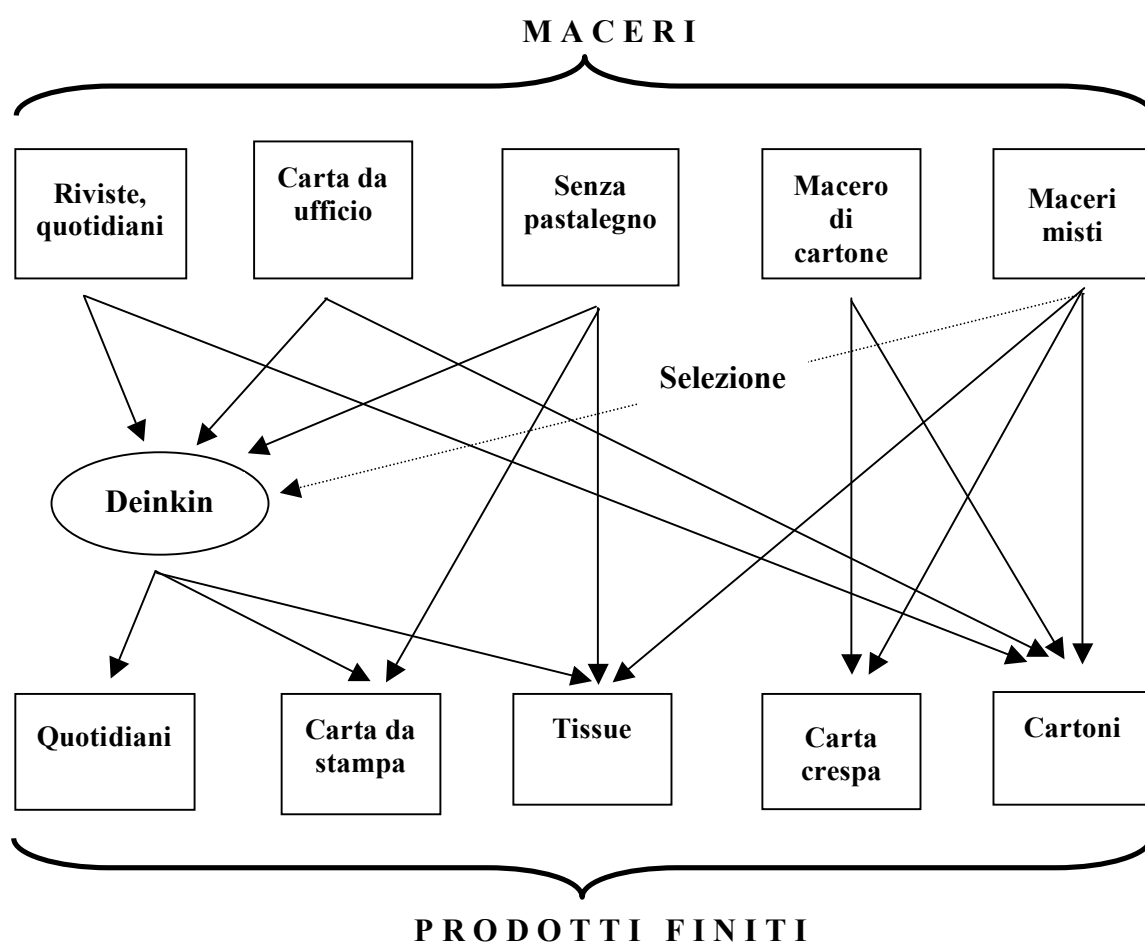 MACERI
Riviste,
quotidiani
Carta da
ufficio
Senza
pastalegno
Macero
di
cartone
Maceri
misti
Selezione
Deinkin
Quotidiani
Carta da
stampa
Tissue
Carta
crespa
Cartoni
PRODOTTI FINITI